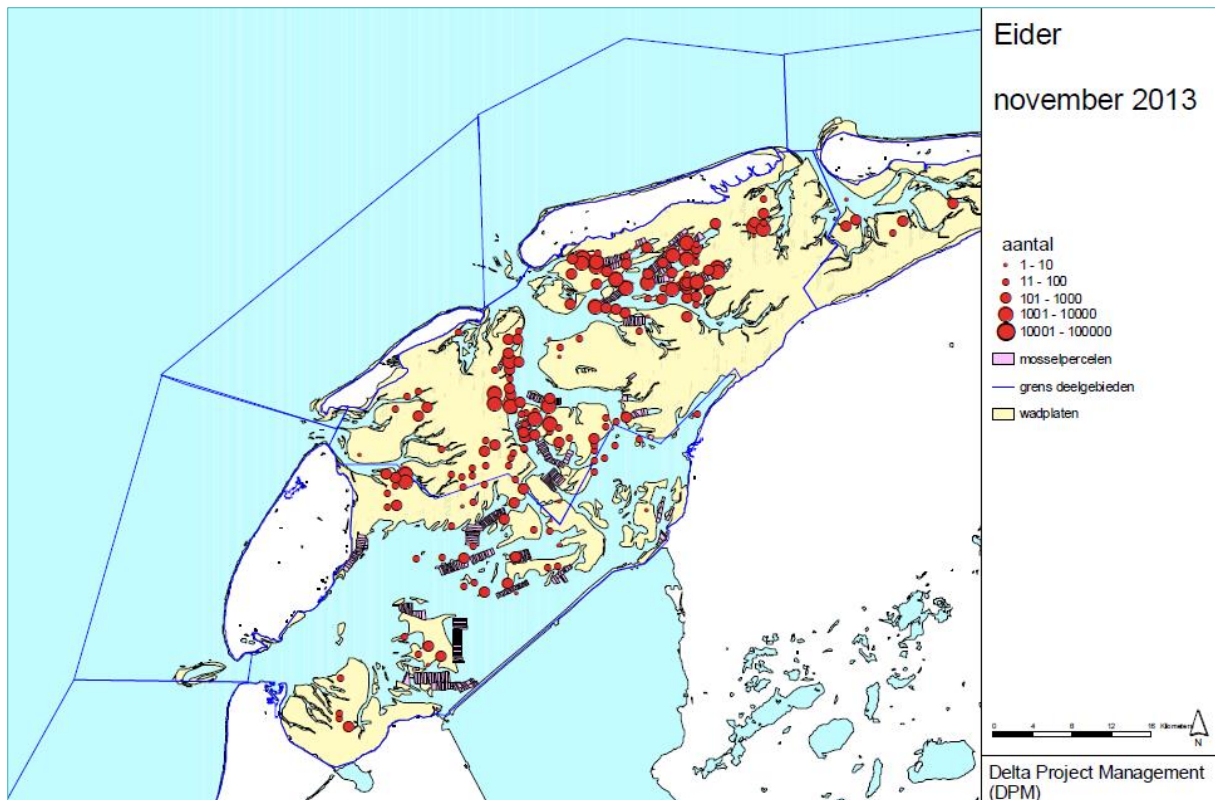 Eider
november 2013
aantal
1 - 10
11 - 100
101 - 1000
1001 - 10000
10001 - 100000
mosselpercelen
grens deelgebieden
wadplaten
0 4 8 12 16 Kilometers
N
Delta Project Management
(DPM)